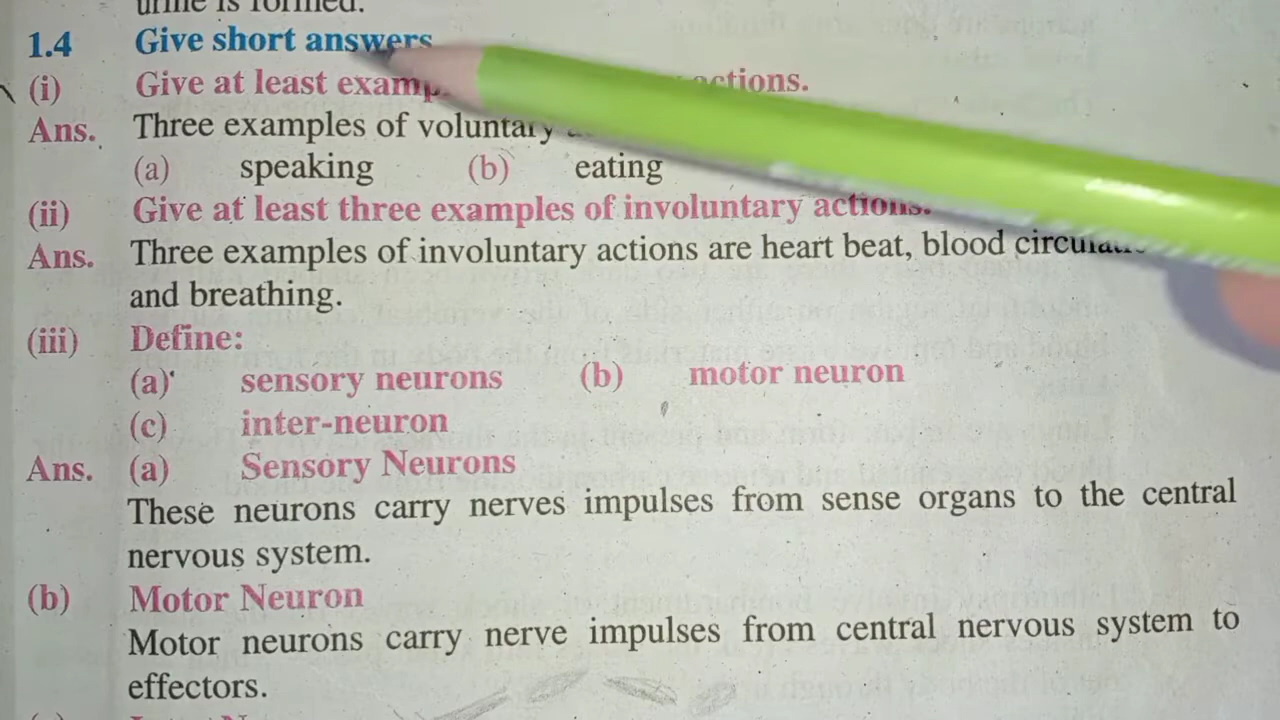 urine is formed.
1.4 Give short answers
(i) Give at least actions.
Ans. Three examples of voluntary
(a) speaking (b) eating
(ii) Give at least three examples of involuntary actions.
Ans. Three examples of involuntary actions are heart beat, blood
and breathing.
(iii) Define:
(a) sensory neurons (b) motor neuron
(c) inter-neuron
Ans. (a) Sensory Neurons
These neurons carry nerves impulses from sense organs to the central
nervous system.
(b) Motor Neuron
Motor neurons carry nerve impulses from central nervous system to
effectors.